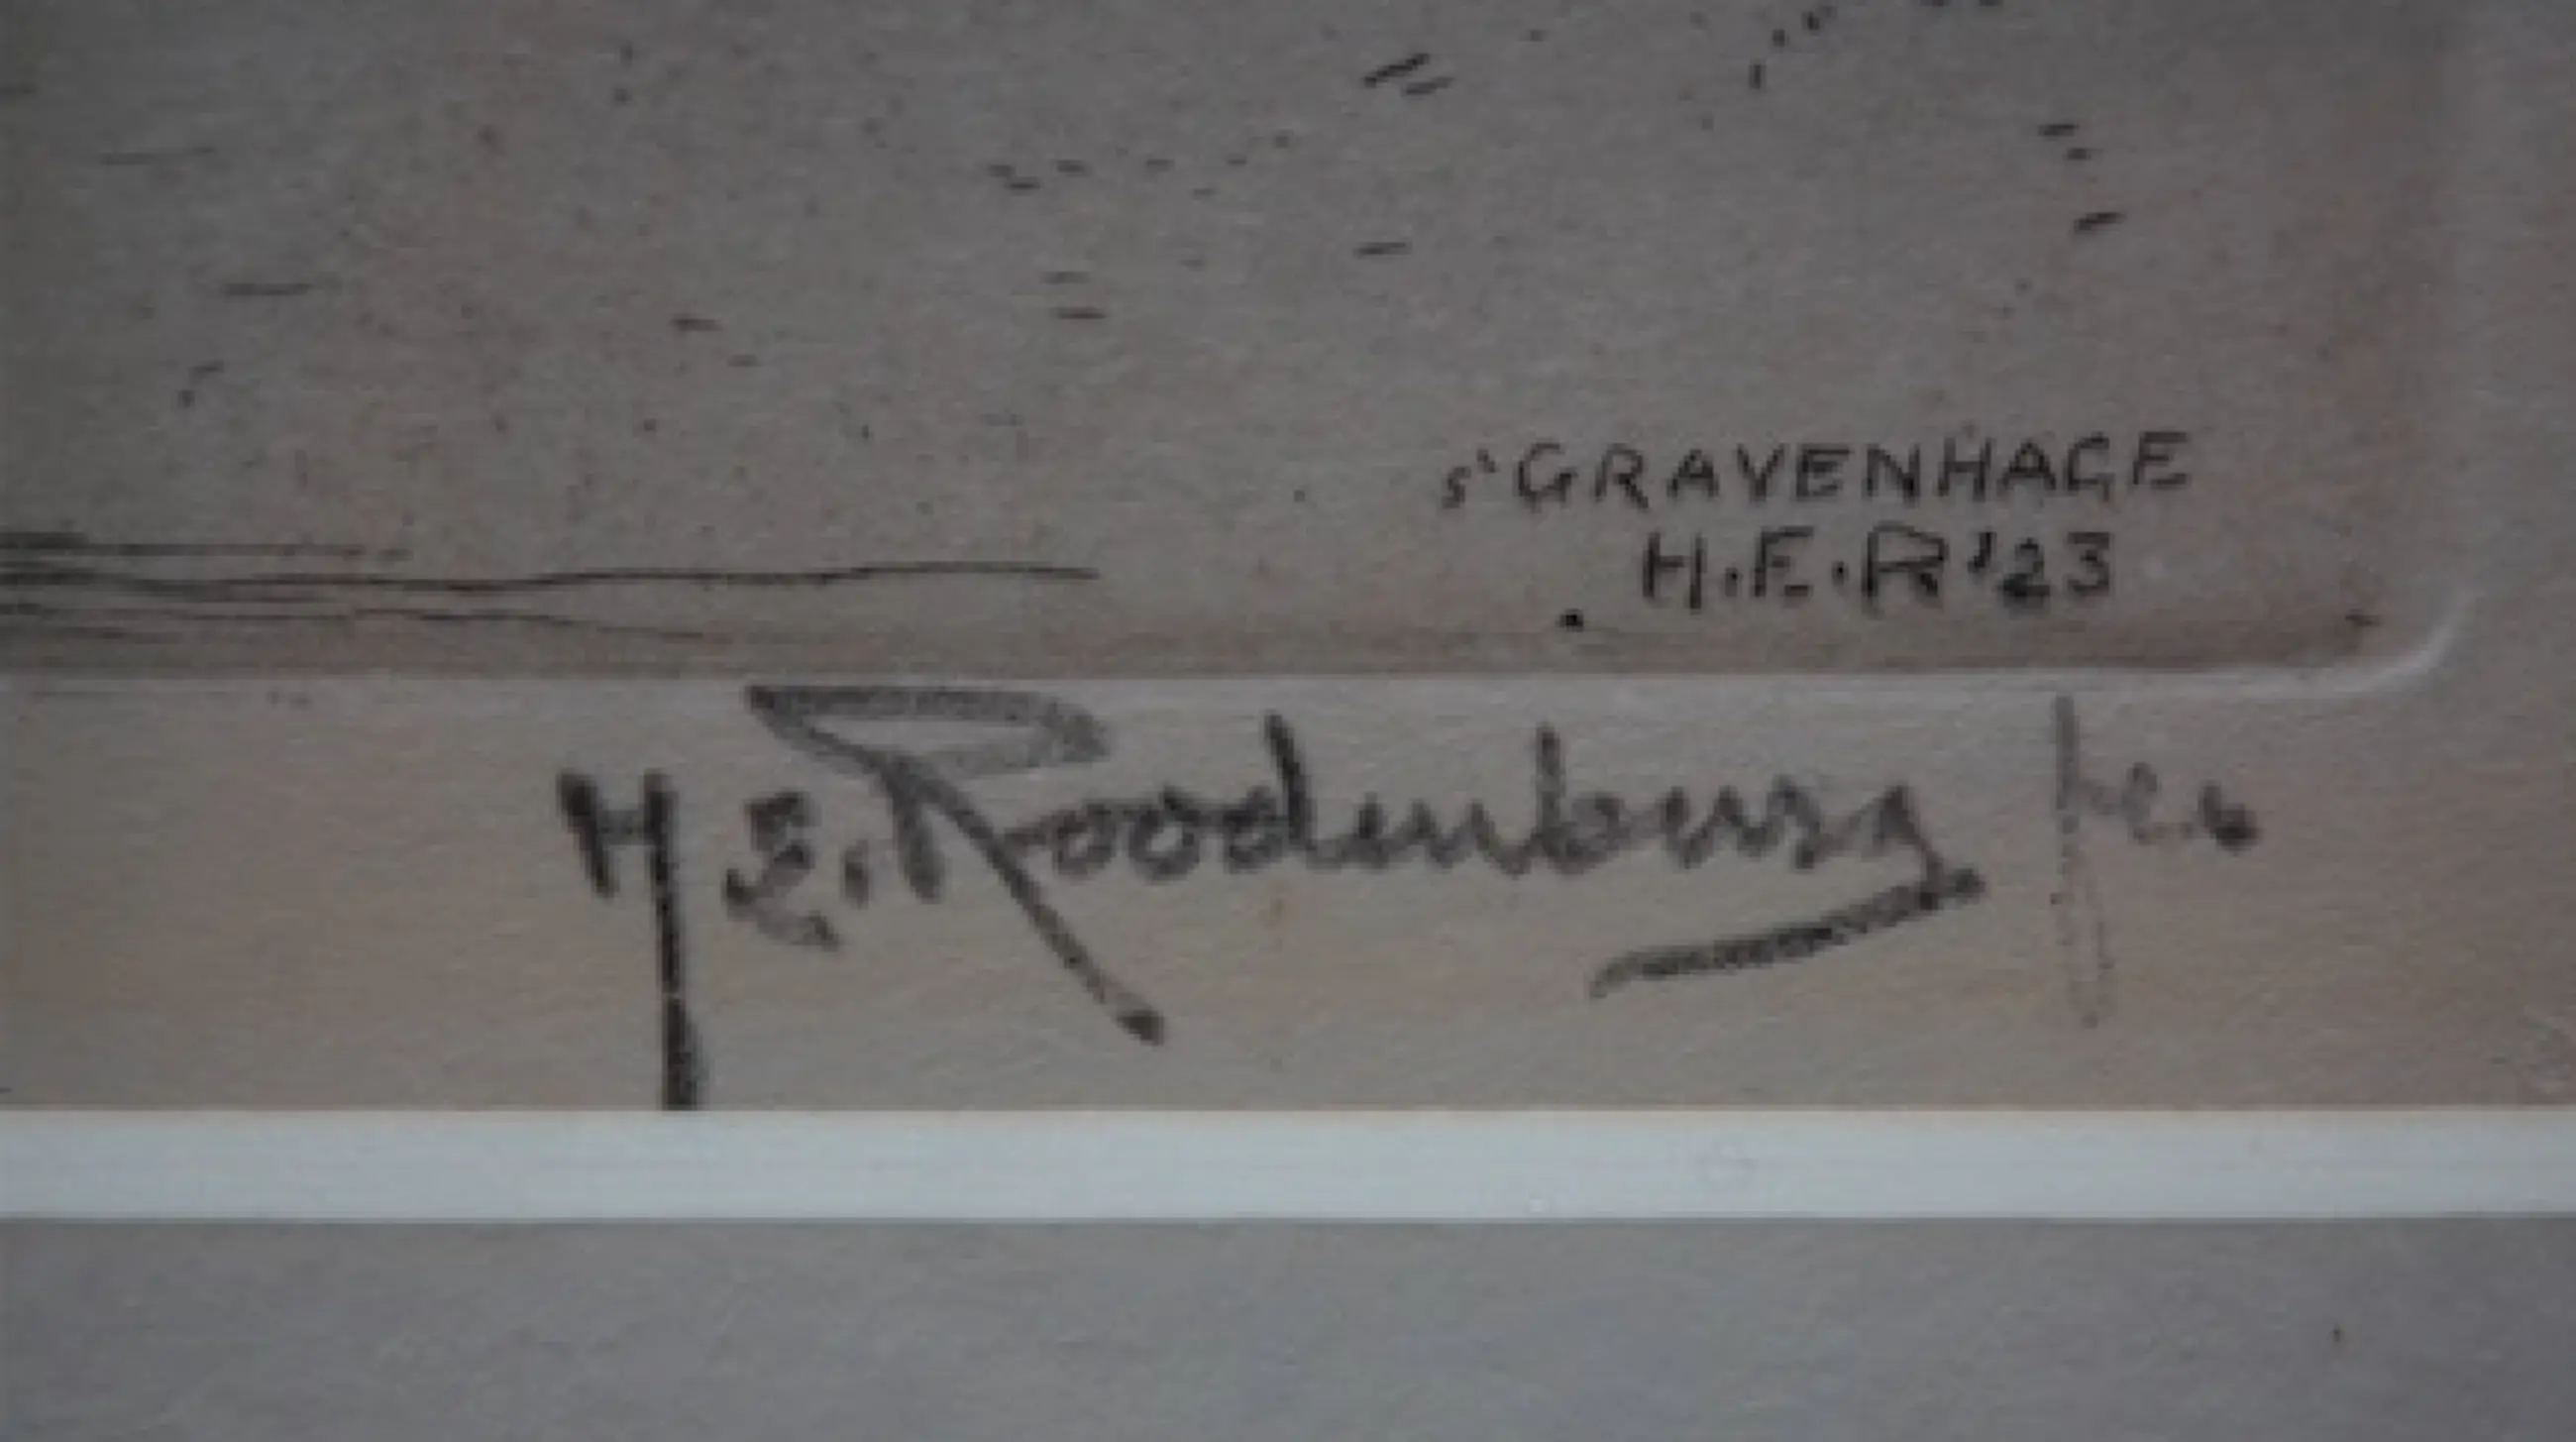 s'GRAVENHAGE
H.E.R '23
H.E. Roodenburg fec.